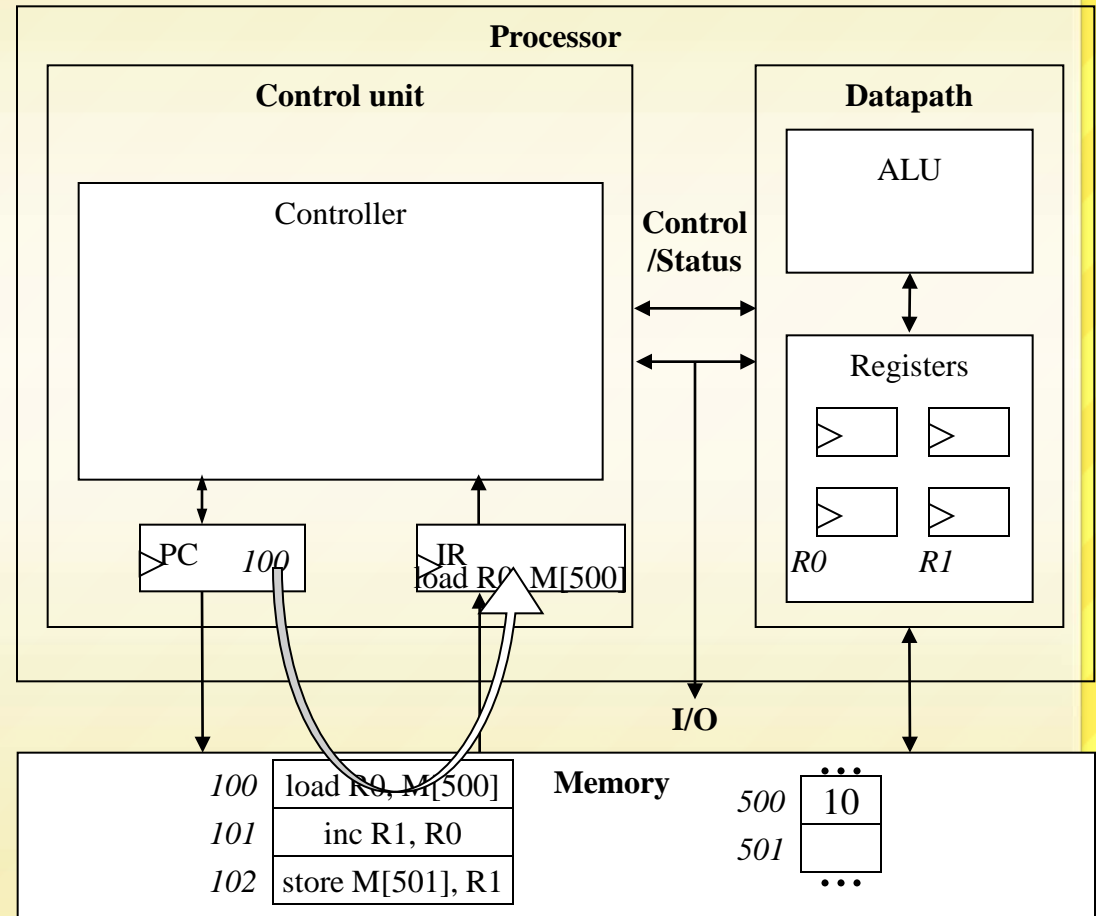 Processor
Control unit
Datapath
ALU
Controller
Control
/Status
Registers
PC
100
IR
load R0, M[500]
R0
R1
I/O
Memory
100
load R0, M[500]
101
inc R1, R0
102
store M[501], R1
...
500
10
501
...